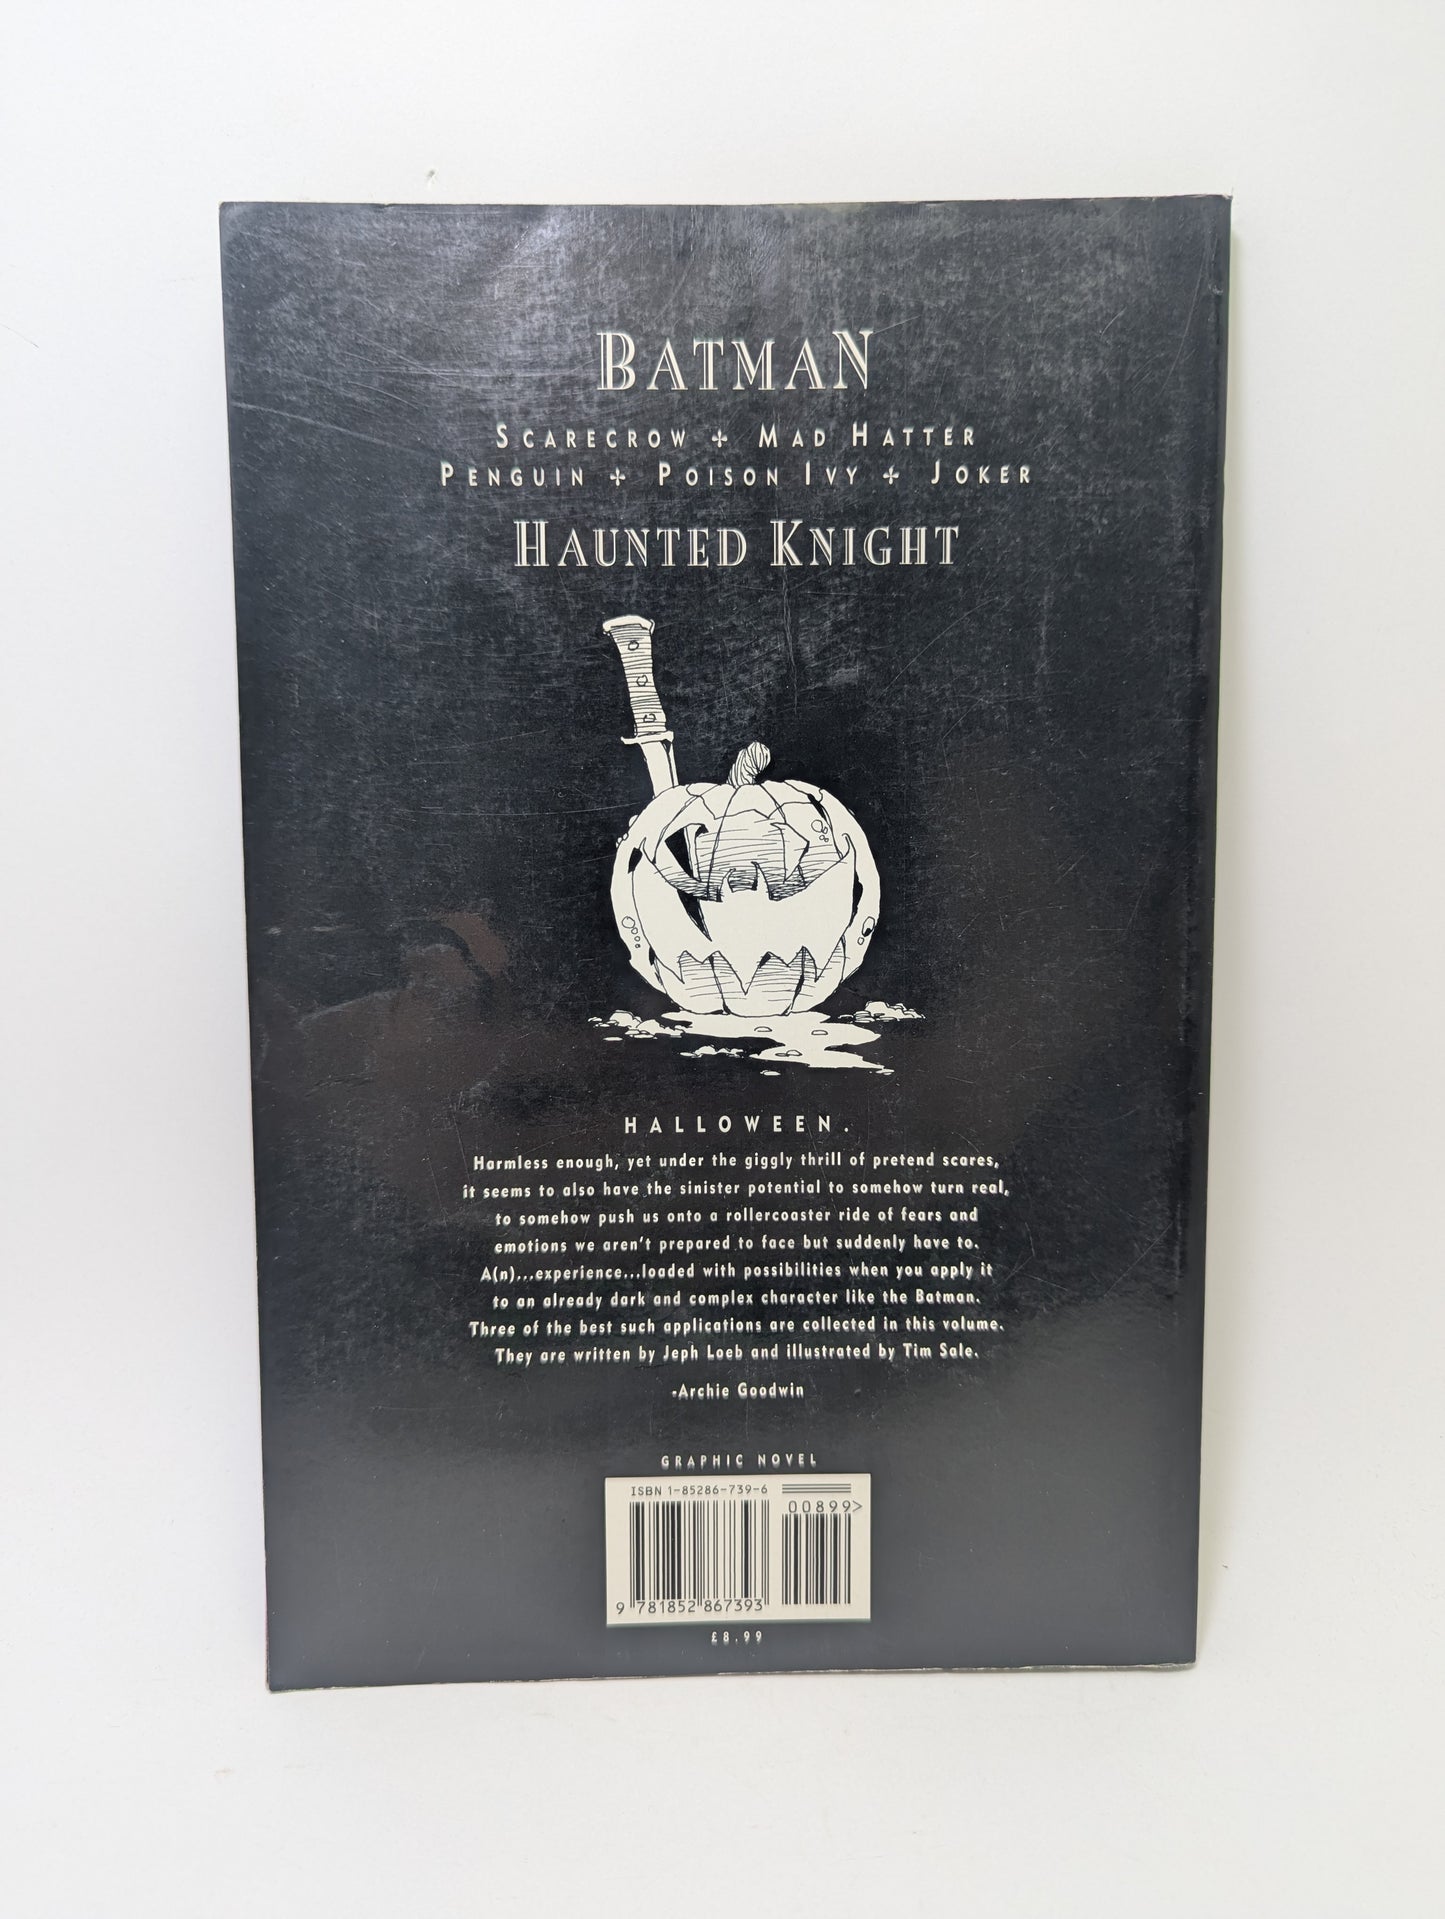 BATMAN
SCARECROW ✢ MAD HATTER
PENGUIN ✢ POISON IVY ✢ JOKER
HAUNTED KNIGHT
HALLOWEEN.
Harmless enough, yet under the giggly thrill of pretend scares,
it seems to also have the sinister potential to somehow turn real,
to somehow push us onto a rollercoaster ride of fears and
emotions we aren't prepared to face but suddenly have to.
A(n)...experience...loaded with possibilities when you apply it
to an already dark and complex character like the Batman.
Three of the best such applications are collected in this volume.
They are written by Jeph Loeb and illustrated by Tim Sale.
-Archie Goodwin
GRAPHIC NOVEL
ISBN 1-85286-739-6
00899>
9 781852 867393
£8.99